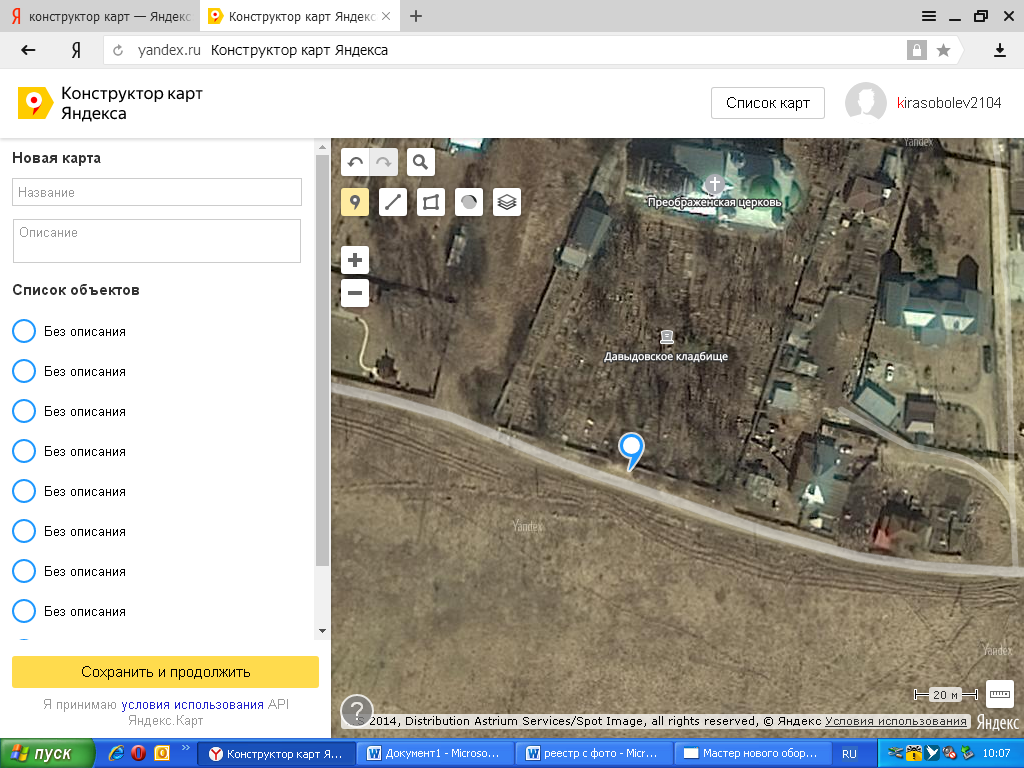 конструктор карт — Яндекс
Конструктор карт Яндекс
yandex.ru Конструктор карт Яндекса
Конструктор карт
Яндекса
Список карт
kirasobolev2104
Новая карта
Название
Описание
Список объектов
Без описания
Без описания
Без описания
Без описания
Без описания
Без описания
Без описания
Без описания
Сохранить и продолжить
Я принимаю условия использования API
Яндекс.Карт
Yandex
Преображенская церковь
Давыдовское кладбище
Yandex
Yandex
20 м
?
2014, Distribution Astrium Services/Spot Image, all rights reserved, © Яндекс Условия использования
Яндекс
пуск
Конструктор карт Я...
Документ1 - Microso...
реестр с фото - Micr...
Мастер нового обор...
RU
10:07